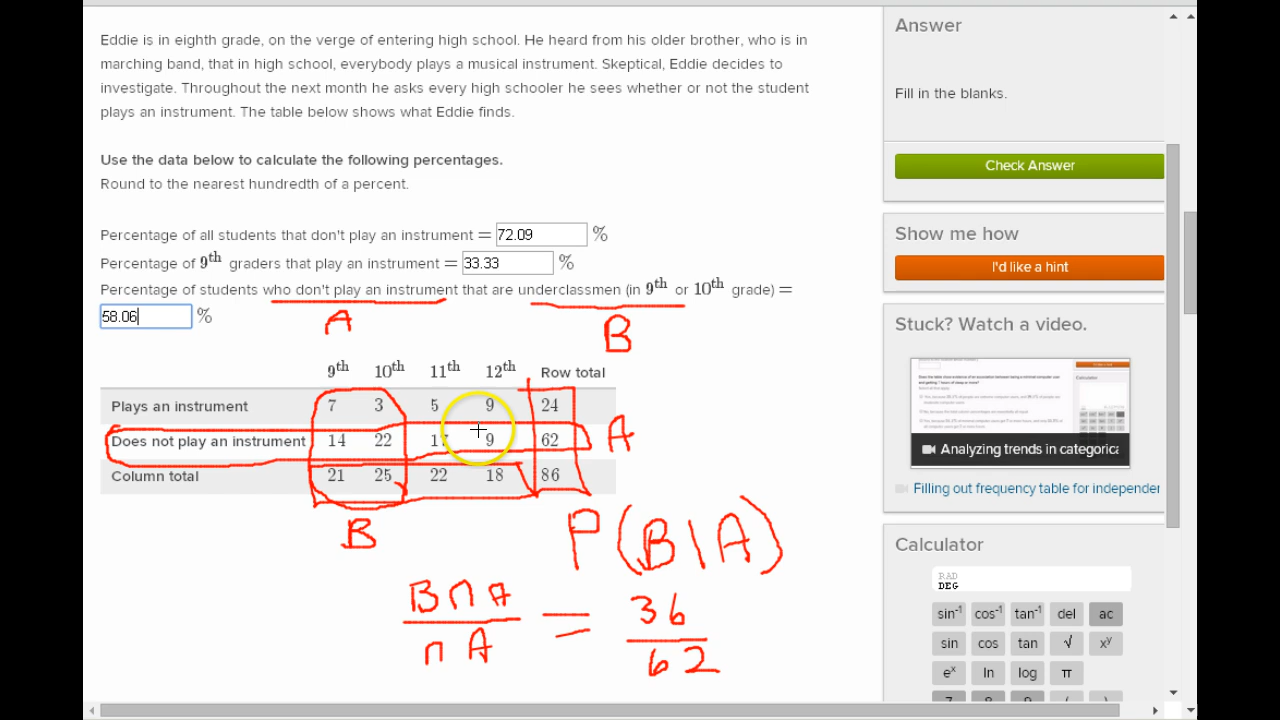 Eddie is in eighth grade, on the verge of entering high school. He heard from his older brother, who is in
marching band, that in high school, everybody plays a musical instrument. Skeptical, Eddie decides to
investigate. Throughout the next month he asks every high schooler he sees whether or not the student
plays an instrument. The table below shows what Eddie finds.
Use the data below to calculate the following percentages.
Round to the nearest hundredth of a percent.
Percentage of all students that don't play an instrument = 72.09 %
Percentage of 9th graders that play an instrument = 33.33 %
Percentage of students who don't play an instrument that are underclassmen (in 9th or 10th grade) =
58.06 %
A
B
9th 10th 11th 12th Row total
Plays an instrument 7 3 5 9 24
Does not play an instrument 14 22 17 9 62
A
Column total 21 25 22 18 86
B
P(B|A)
B∩A = 36
n A 62
Answer
Fill in the blanks.
Check Answer
Show me how
I'd like a hint
Stuck? Watch a video.
Analyzing trends in categorica
Filling out frequency table for independer
Calculator
RAD
DEG
sin⁻¹ cos⁻¹ tan⁻¹ del ac
sin cos tan √ xʸ
eˣ ln log π